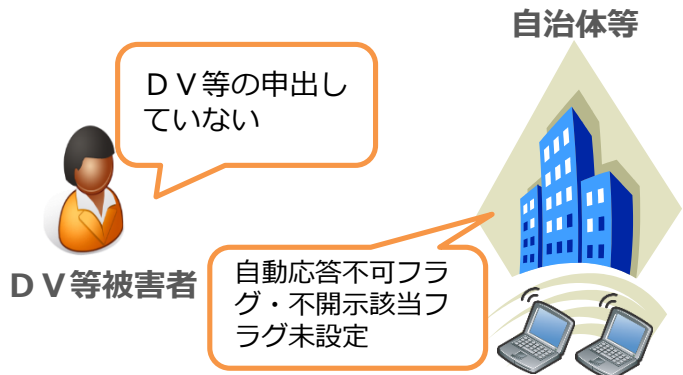 自治体等
ＤＶ等の申出し
ていない
ＤＶ等被害者
自動応答不可フラ
グ・不開示該当フ
ラグ未設定